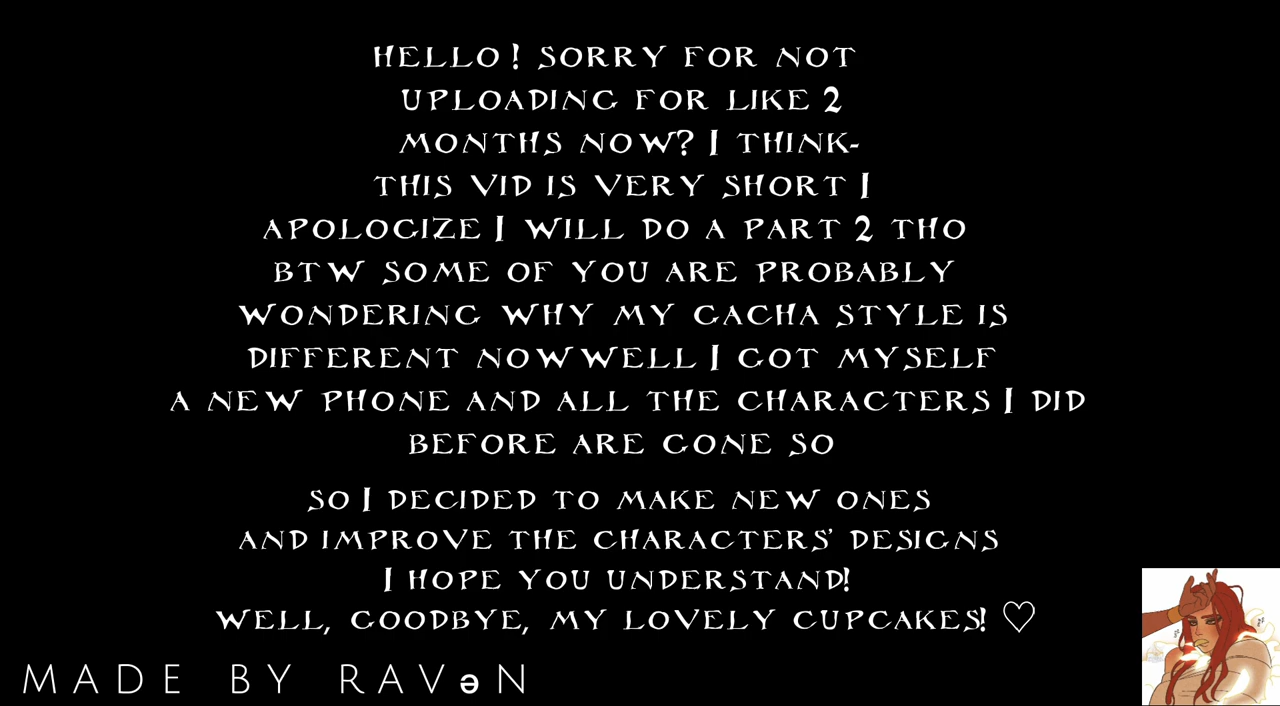 HELLO! SORRY FOR NOT
UPLOADING FOR LIKE 2
MONTHS NOW? I THINK-
THIS VID IS VERY SHORT I
APOLOGIZE I WILL DO A PART 2 THO
BTW SOME OF YOU ARE PROBABLY
WONDERING WHY MY GACHA STYLE IS
DIFFERENT NOWWELL I GOT MYSELF
A NEW PHONE AND ALL THE CHARACTERS I DID
BEFORE ARE GONE SO
SO I DECIDED TO MAKE NEW ONES
AND IMPROVE THE CHARACTERS' DESIGNS
I HOPE YOU UNDERSTAND!
WELL, GOODBYE, MY LOVELY CUPCAKES! ♡
MADE BY RAVəN